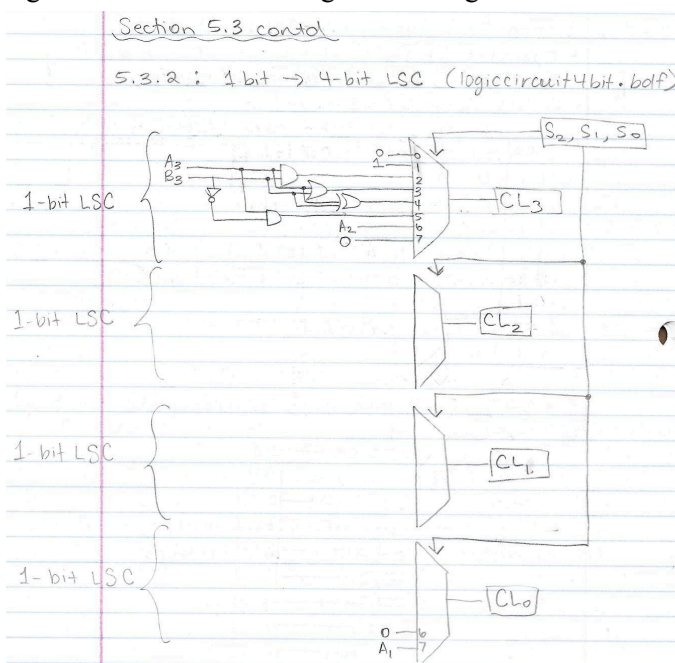 Section 5.3 contd
5.3.2 : 1 bit → 4-bit LSC (logiccircuit4bit.bdf)
S2, S1, S0
0 0
1 1
A3
B3
2
3
4
5
1-bit LSC
CL3
A2 6
0 7
1-bit LSC
CL2
1-bit LSC
CL1
1-bit LSC
CL0
0 6
A1 7